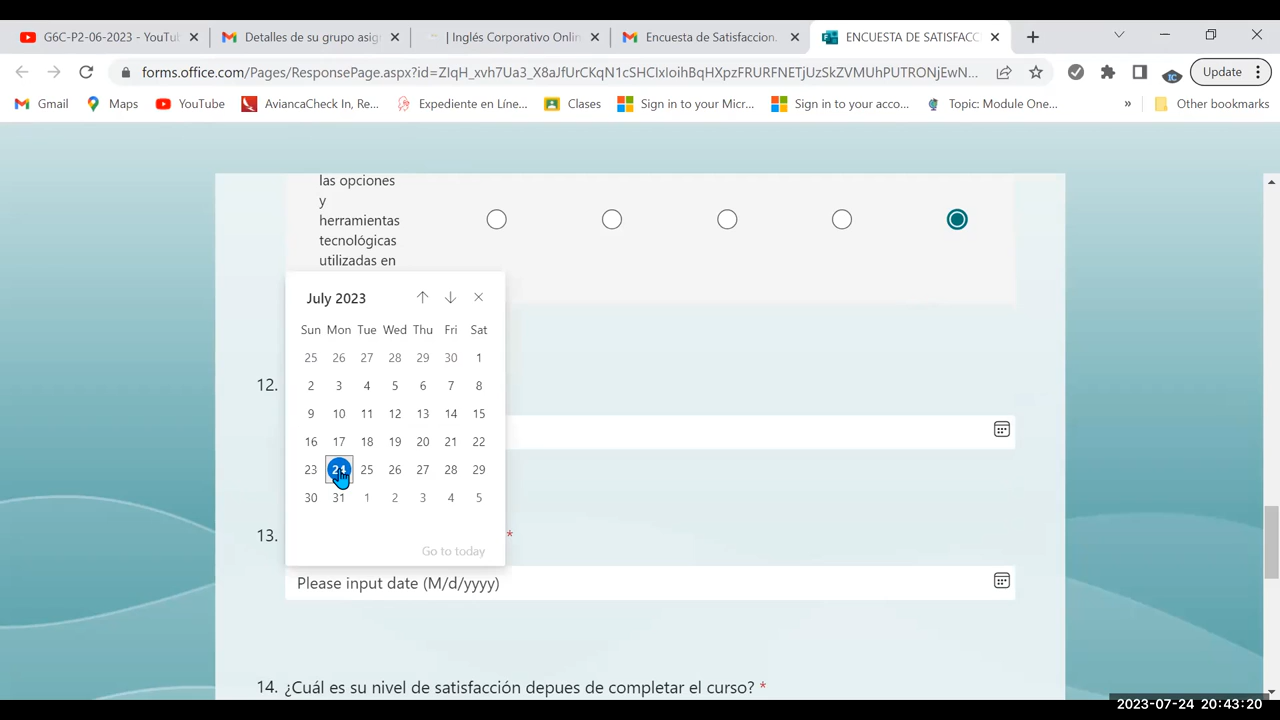 G6C-P2-06-2023 - YouTu
Detalles de su grupo asig
| Inglés Corporativo Onlin
Encuesta de Satisfaccion.
ENCUESTA DE SATISFACC
forms.office.com/Pages/ResponsePage.aspx?id=ZIqH_xvh7Ua3_X8aJfUrCKqN1cSHClxIoihBqHXpzFRURFNETjUzSkZVMUhPUTRONjEwN...
Update
Gmail
Maps
YouTube
AviancaCheck In, Re...
Expediente en Líne...
Clases
Sign in to your Micr...
Sign in to your acco...
Topic: Module One...
»
Other bookmarks
las opciones
y
herramientas
tecnológicas
utilizadas en
July 2023
Sun Mon Tue Wed Thu Fri Sat
25 26 27 28 29 30 1
2 3 4 5 6 7 8
9 10 11 12 13 14 15
16 17 18 19 20 21 22
23 24 25 26 27 28 29
30 31 1 2 3 4 5
Go to today
12.
13. *
Please input date (M/d/yyyy)
14. ¿Cuál es su nivel de satisfacción depues de completar el curso? *
2023-07-24 20:43:20